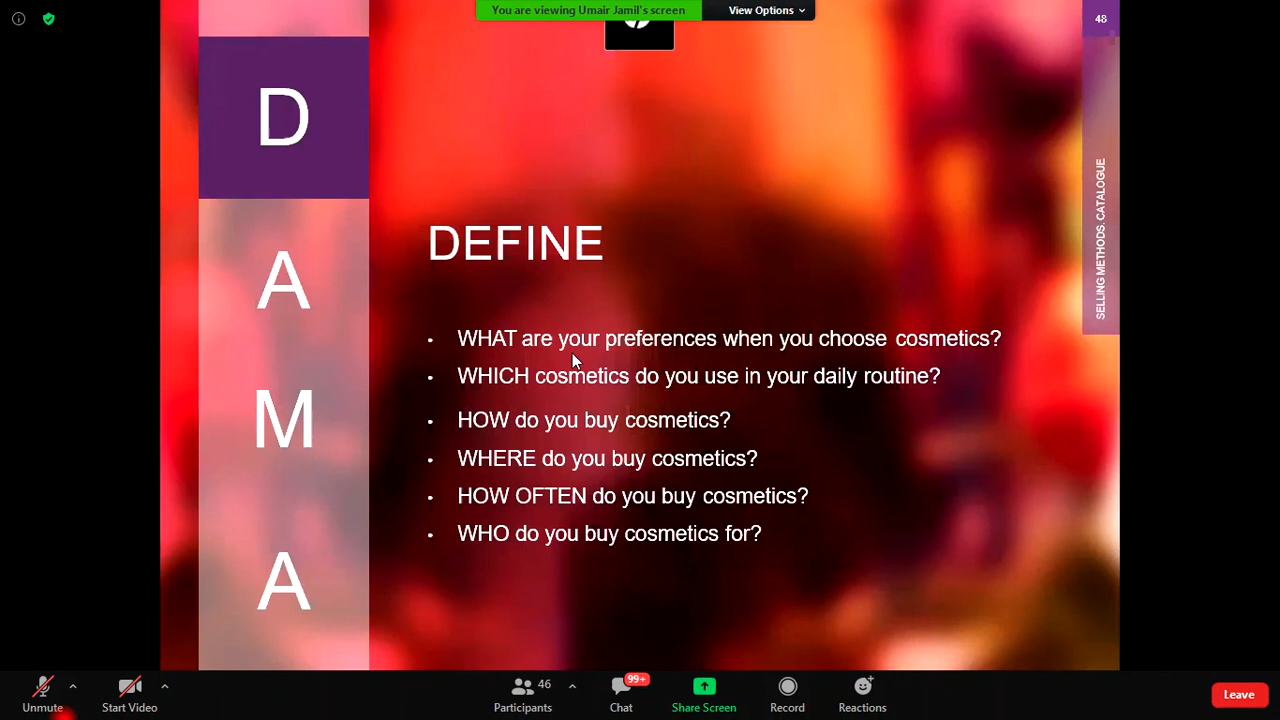 You are viewing Umair Jamil's screen
View Options
48
D
A
M
A
DEFINE
• WHAT are your preferences when you choose cosmetics?
• WHICH cosmetics do you use in your daily routine?
• HOW do you buy cosmetics?
• WHERE do you buy cosmetics?
• HOW OFTEN do you buy cosmetics?
• WHO do you buy cosmetics for?
SELLING METHODS. CATALOGUE
Unmute
Start Video
46
Participants
99+
Chat
Share Screen
Record
Reactions
Leave